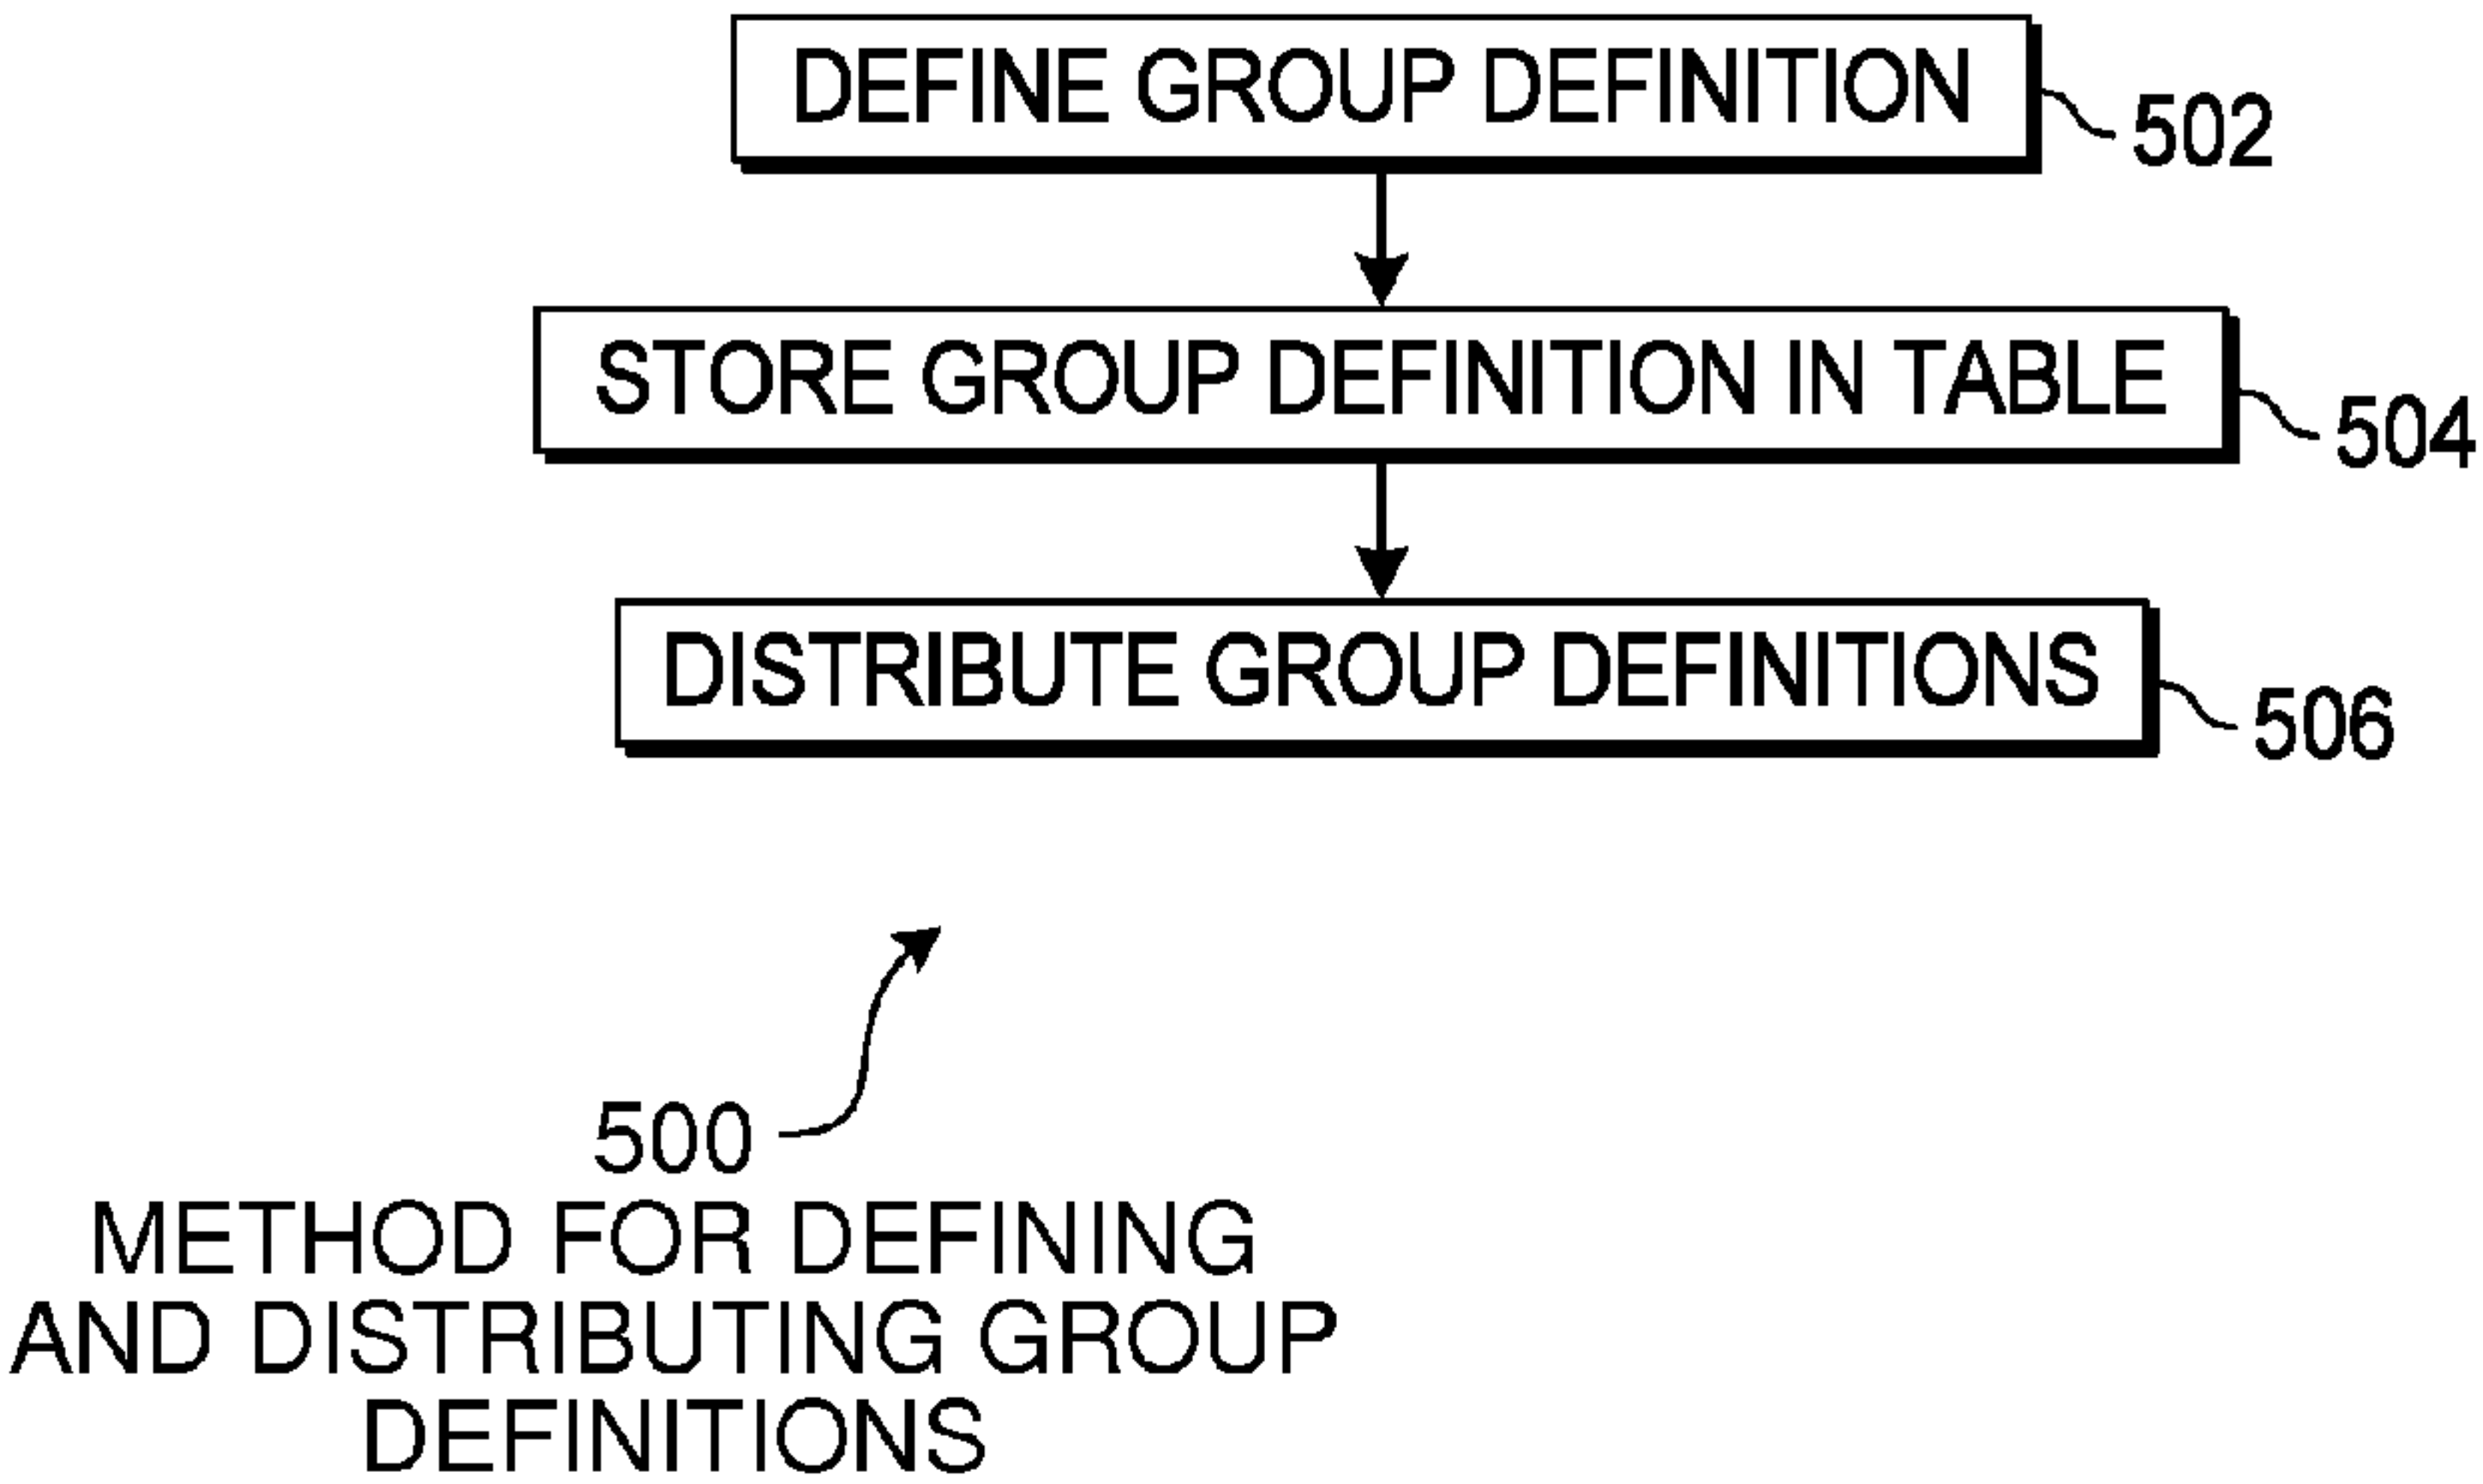 DEFINE GROUP DEFINITION
502
STORE GROUP DEFINITION IN TABLE
504
DISTRIBUTE GROUP DEFINITIONS
506
500
METHOD FOR DEFINING
AND DISTRIBUTING GROUP
DEFINITIONS